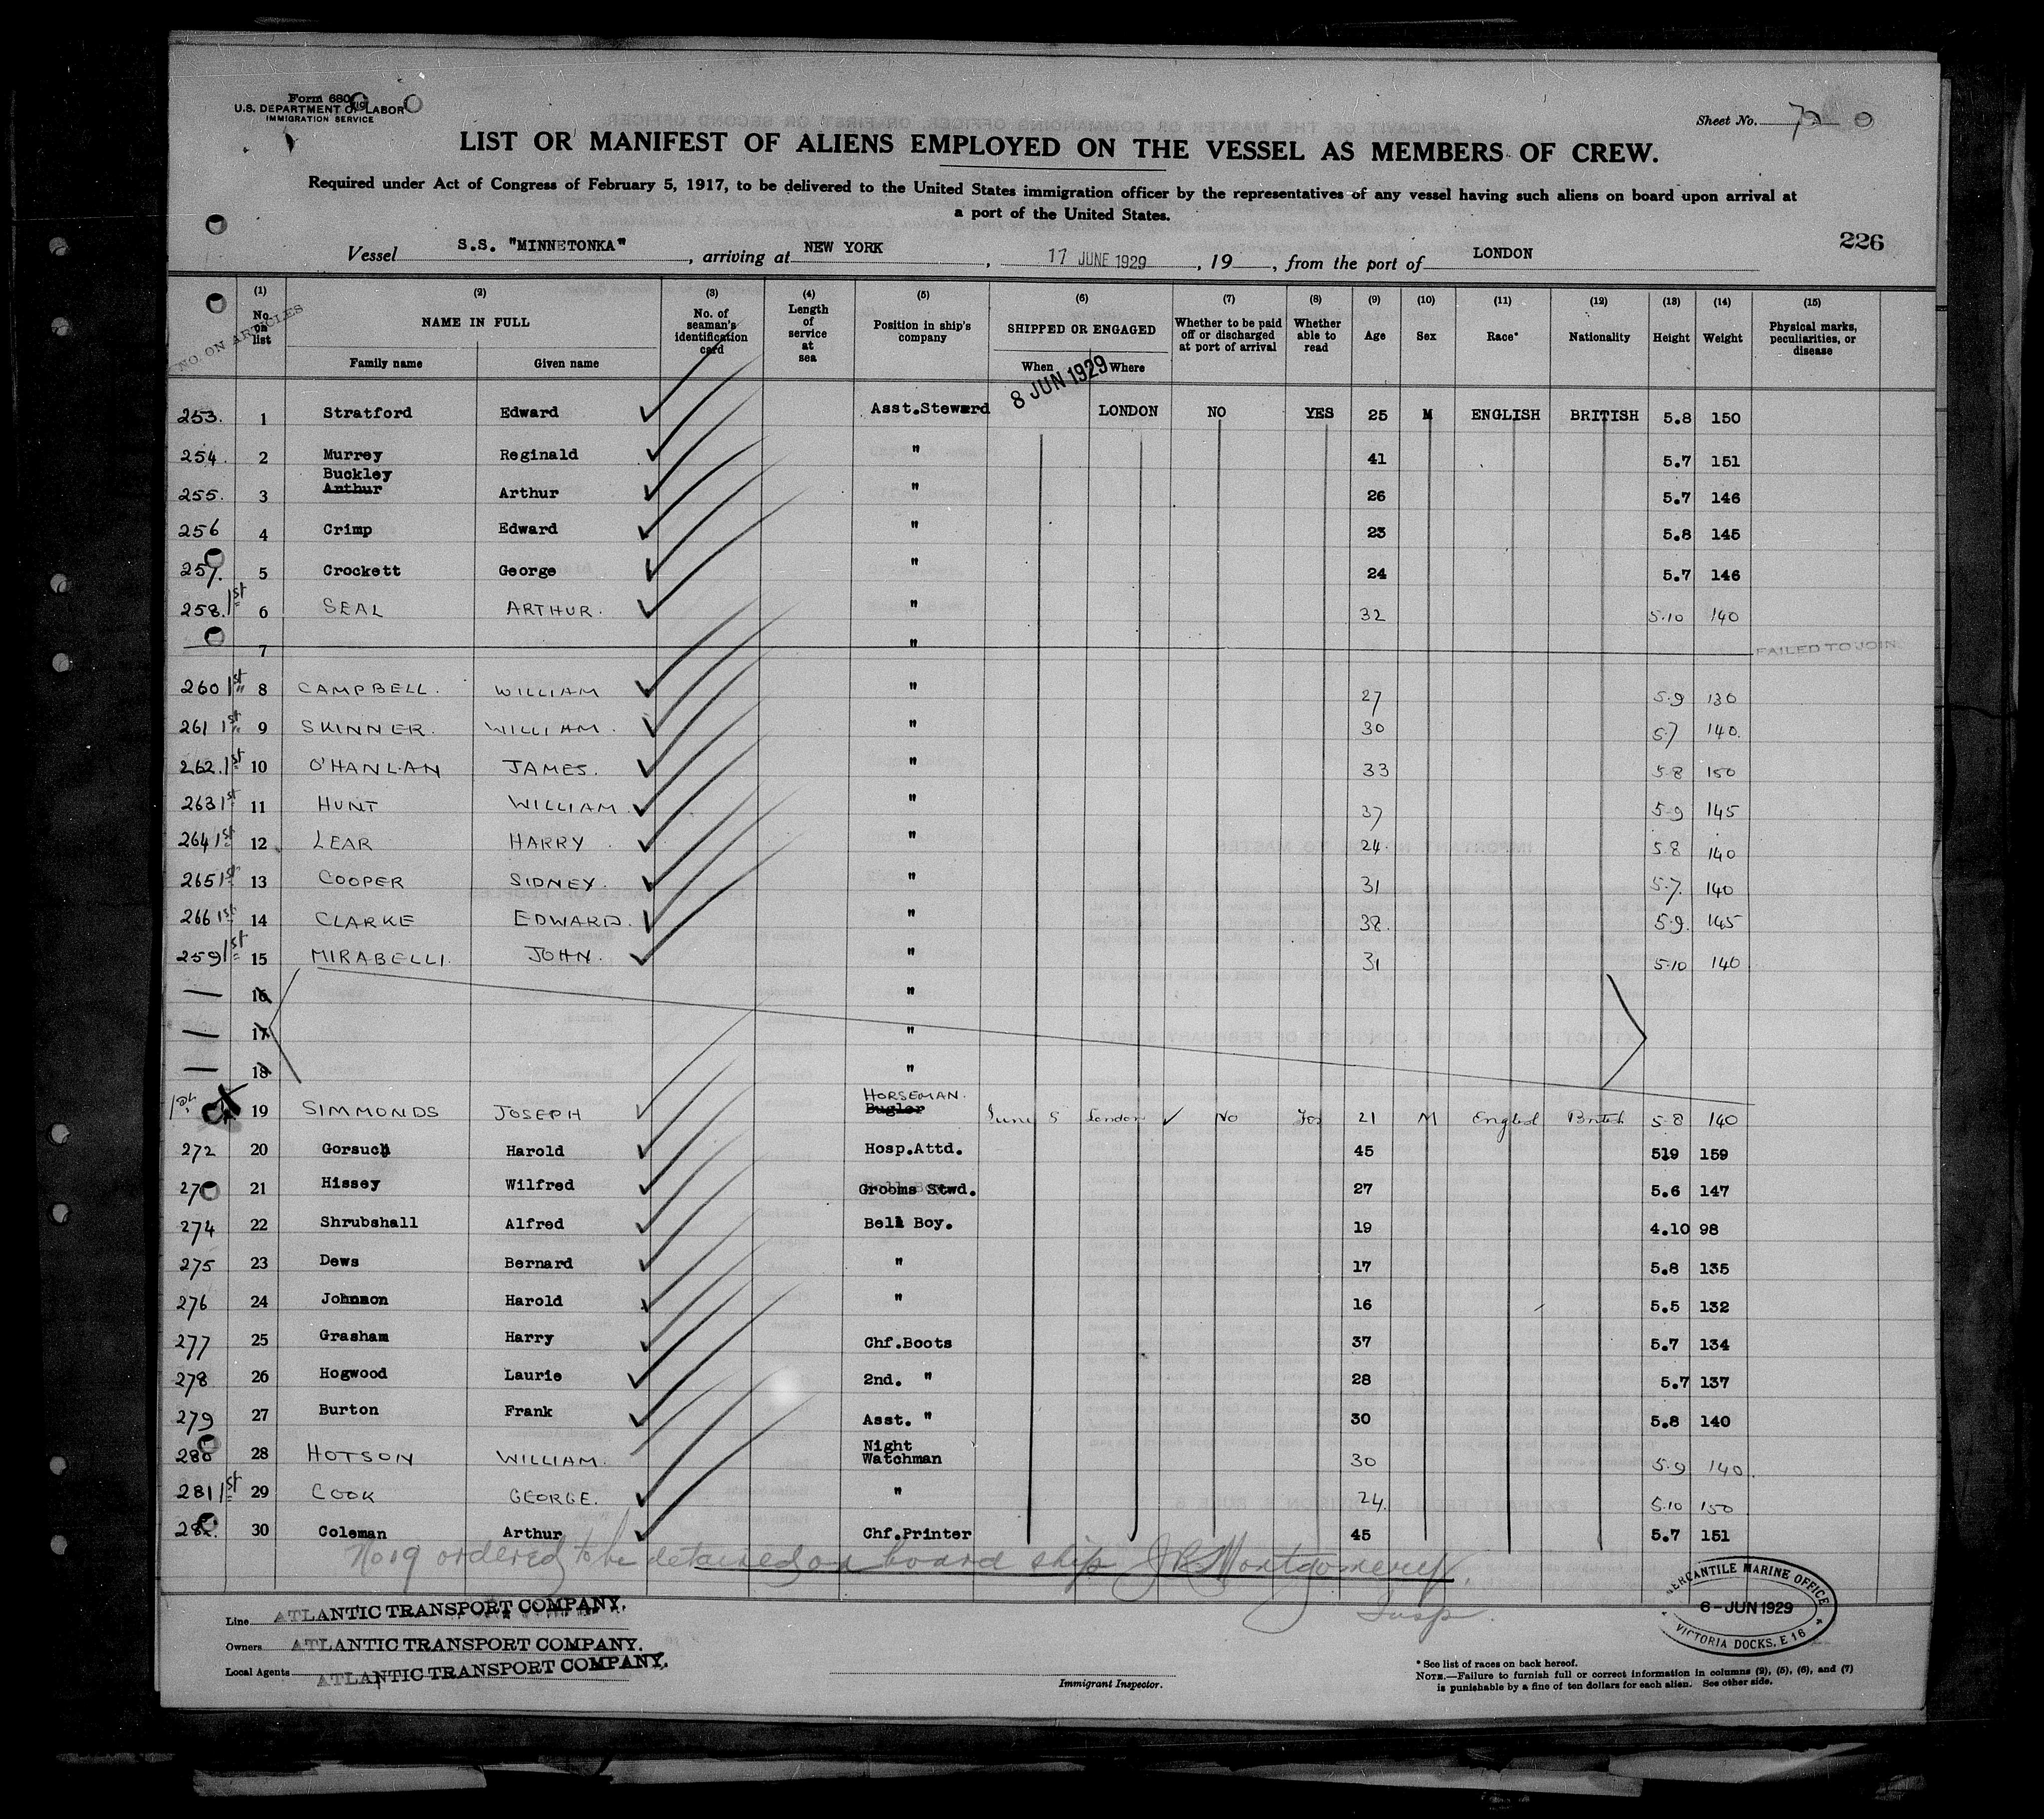 Form 680
U.S. DEPARTMENT OF LABOR
IMMIGRATION SERVICE
Sheet No.
LIST OR MANIFEST OF ALIENS EMPLOYED ON THE VESSEL AS MEMBERS OF CREW.
Required under Act of Congress of February 5, 1917, to be delivered to the United States immigration officer by the representatives of any vessel having such aliens on board upon arrival at
a port of the United States.
226
Vessel S.S. "MINNETONKA", arriving at NEW YORK, 17 JUNE 1929, 19 , from the port of LONDON
NO. ON ARTICLES
(1) (2) (3) (4) (5) (6) (7) (8) (9) (10) (11) (12) (13) (14) (15)
No. on list NAME IN FULL No. of seaman's identification card Length of service at sea Position in ship's company SHIPPED OR ENGAGED Whether to be paid off or discharged at port of arrival Whether able to read Age Sex Race* Nationality Height Weight Physical marks, peculiarities, or disease
Family name Given name When Where
8 JUN 1929
253. 1 Stratford Edward Asst.Steward LONDON NO YES 25 M ENGLISH BRITISH 5.8 150
254. 2 Murrey Reginald " 41 5.7 151
Buckley
255. 3 Anthur Arthur " 26 5.7 146
256 4 Crimp Edward " 23 5.8 145
257. 5 Crockett George " 24 5.7 146
258. 1st 6 SEAL ARTHUR. " 32 5.10 140
7 " FAILED TO JOIN
260 1st 8 CAMPBELL. WILLIAM " 27 5.9 130
261 1st 9 SKINNER. WILLIAM. " 30 5.7 140.
262. 1st 10 O'HANLAN JAMES. " 33 5.8 150
263 1st 11 HUNT WILLIAM. " 37 5.9 145
264 1st 12 LEAR HARRY " 24. 5.8 140
265 1st 13 COOPER SIDNEY. " 31 5.7. 140
266 1st 14 CLARKE EDWARD. " 38. 5.9. 145
259 1st 15 MIRABELLI. JOHN. " 31 5.10 140
— 16 "
— 17 "
— 18 "
HORSEMAN.
1st 19 SIMMONDS JOSEPH Bugler June 5 London ✓ No Yes 21 M English British 5.8 140
272 20 Gorsuch Harold Hosp.Attd. 45 519 159
27 21 Hissey Wilfred Grooms Stwd. 27 5.6 147
274 22 Shrubshall Alfred Bell Boy. 19 4.10 98
275 23 Dews Bernard " 17 5.8 135
276 24 Johnson Harold " 16 5.5 132
277 25 Grasham Harry Chf.Boots 37 5.7 134
278 26 Hogwood Laurie 2nd. " 28 5.7 137
279 27 Burton Frank Asst. " 30 5.8 140
Night
280 28 HOTSON WILLIAM. Watchman 30 5.9 140.
281 1st 29 COOK GEORGE. " 24. 5.10 150
282. 30 Coleman Arthur Chf.Printer 45 5.7 151
No 19 ordered to be detained on board ship J R Montgomery.
Insp.
Line ATLANTIC TRANSPORT COMPANY.
Owners ATLANTIC TRANSPORT COMPANY.
Local Agents ATLANTIC TRANSPORT COMPANY.
Immigrant Inspector.
MERCANTILE MARINE OFFICE
8-JUN 1929
VICTORIA DOCKS, E 16
* See list of races on back hereof.
NOTE.—Failure to furnish full or correct information in columns (2), (5), (6), and (7)
is punishable by a fine of ten dollars for each alien. See other side.